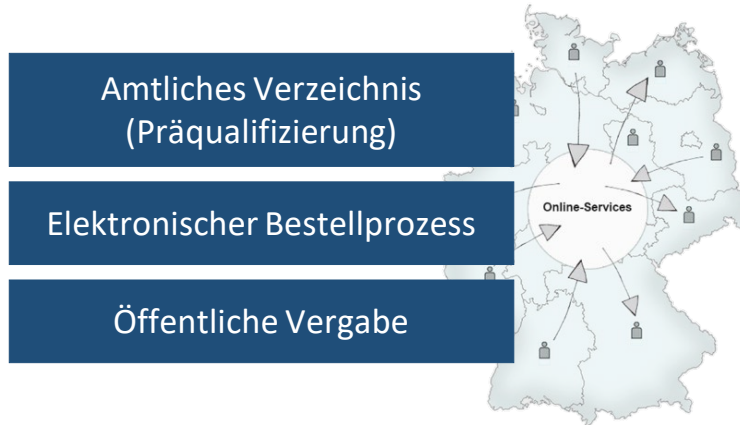 Amtliches Verzeichnis
(Präqualifizierung)
Elektronischer Bestellprozess
Online-Services
Öffentliche Vergabe